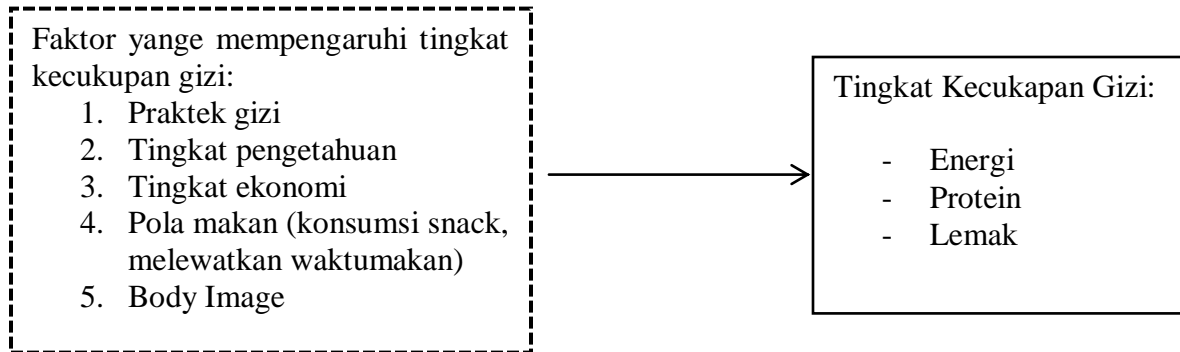 Faktor yange mempengaruhi tingkat
kecukupan gizi:
1. Praktek gizi
2. Tingkat pengetahuan
3. Tingkat ekonomi
4. Pola makan (konsumsi snack,
melewatkan waktumakan)
5. Body Image
Tingkat Kecukapan Gizi:
- Energi
- Protein
- Lemak